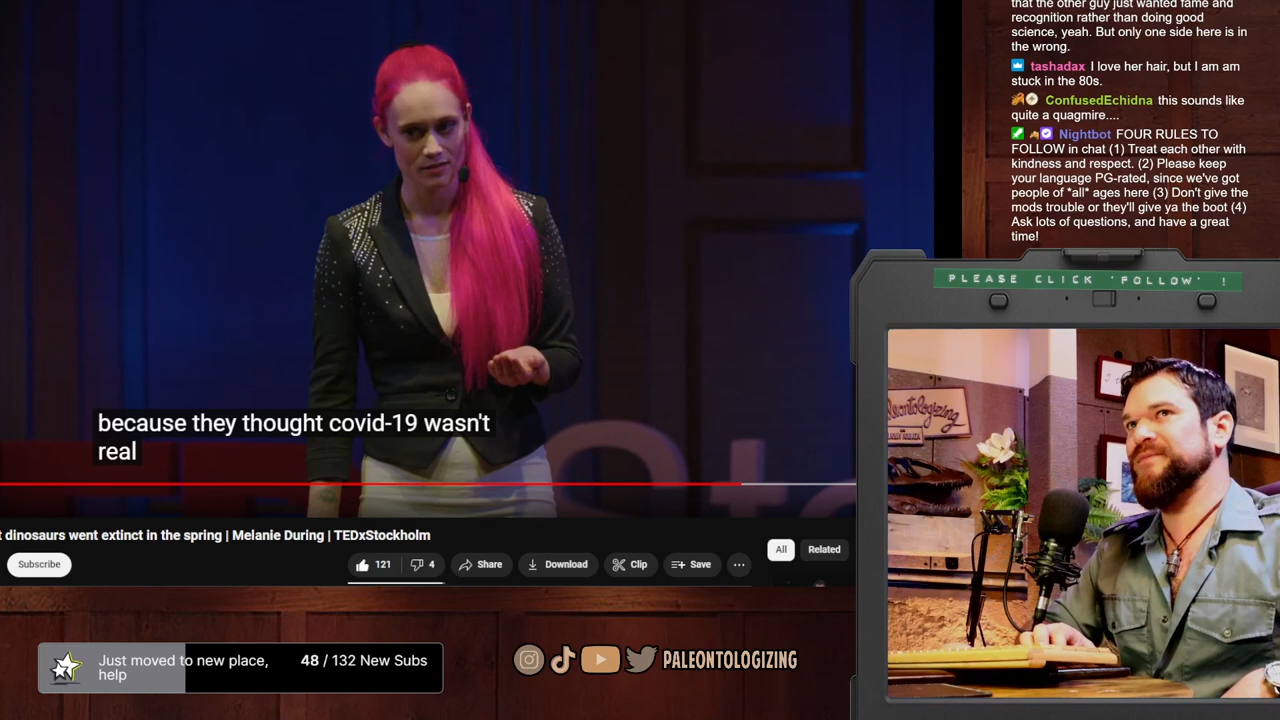 that the other guy just wanted fame and
recognition rather than doing good
science, yeah. But only one side here is in
the wrong.
tashadax I love her hair, but I am am
stuck in the 80s.
ConfusedEchidna this sounds like
quite a quagmire....
Nightbot FOUR RULES TO
FOLLOW in chat (1) Treat each other with
kindness and respect. (2) Please keep
your language PG-rated, since we've got
people of *all* ages here (3) Don't give the
mods trouble or they'll give ya the boot (4)
Ask lots of questions, and have a great
time!
PLEASE CLICK 'FOLLOW' !
because they thought covid-19 wasn't
real
t dinosaurs went extinct in the spring | Melanie During | TEDxStockholm
Subscribe
121
4
Share
Download
Clip
Save
All
Related
Just moved to new place,
help
48 / 132 New Subs
PALEONTOLOGIZING